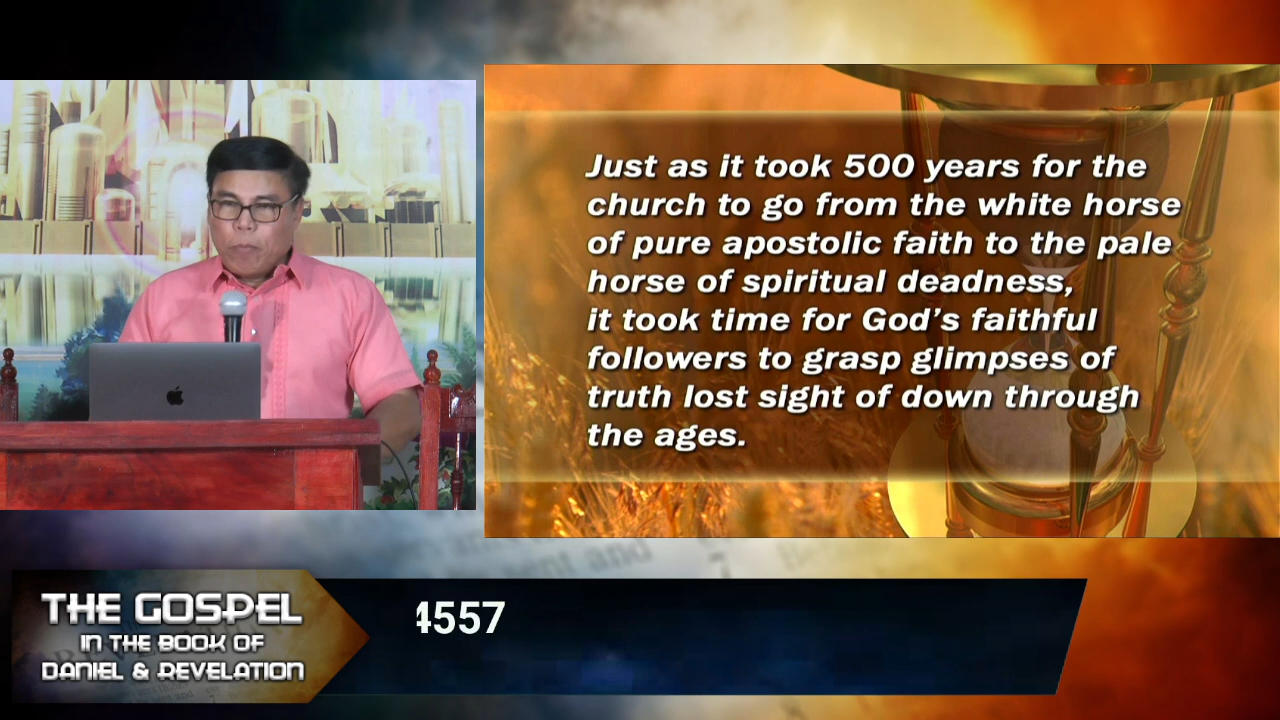 Just as it took 500 years for the
church to go from the white horse
of pure apostolic faith to the pale
horse of spiritual deadness,
it took time for God's faithful
followers to grasp glimpses of
truth lost sight of down through
the ages.
THE GOSPEL
IN THE BOOK OF
DANIEL & REVELATION
4557